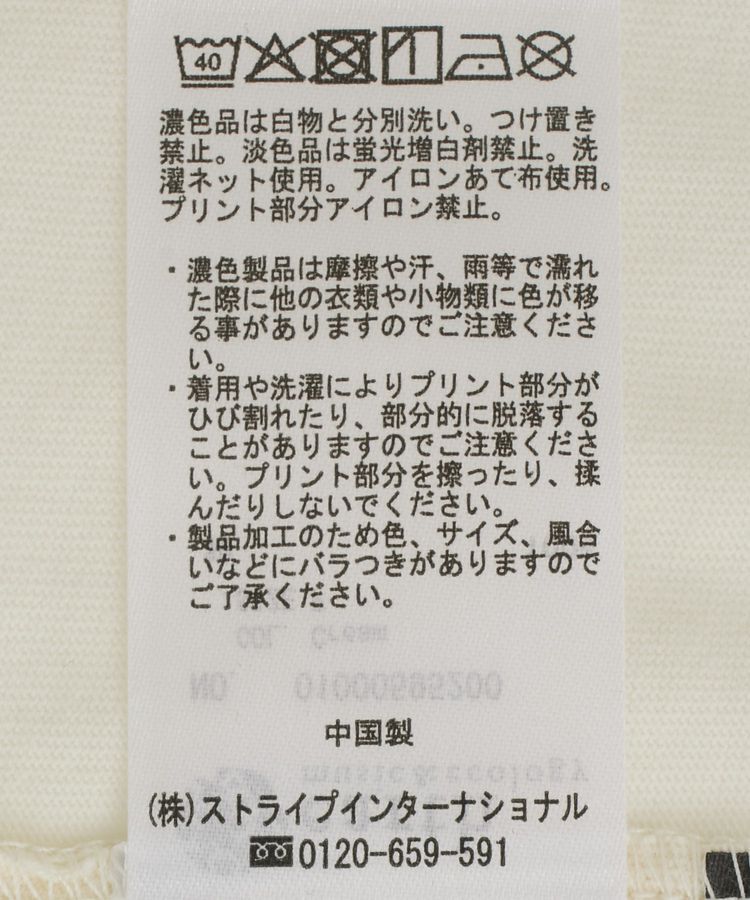 40
濃色品は白物と分別洗い。つけ置き
禁止。淡色品は蛍光増白剤禁止。洗
濯ネット使用。アイロンあて布使用。
プリント部分アイロン禁止。
・濃色製品は摩擦や汗、雨等で濡れ
た際に他の衣類や小物類に色が移
る事がありますのでご注意くださ
い。
・着用や洗濯によりプリント部分が
ひび割れたり、部分的に脱落する
ことがありますのでご注意くださ
い。プリント部分を擦ったり、揉
んだりしないでください。
・製品加工のため色、サイズ、風合
いなどにバラつきがありますので
ご了承ください。
COL. Cream
NO. 01000595200
中国製
music&ecology
(株)ストライプインターナショナル
0120-659-591